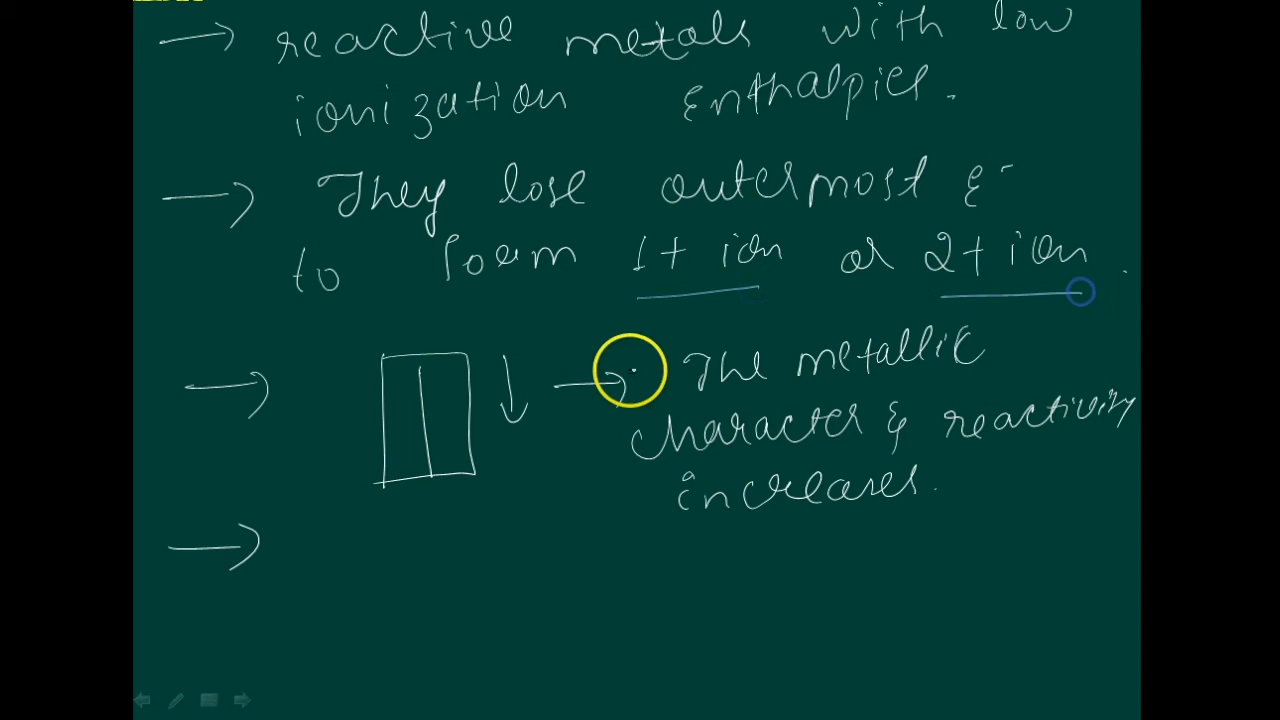 → reactive metals with low
ionization enthalpies.
→ They lose outermost e-
to form 1+ ion or 2+ ion.
→ ↓ → The metallic
character & reactivity
increases.
→